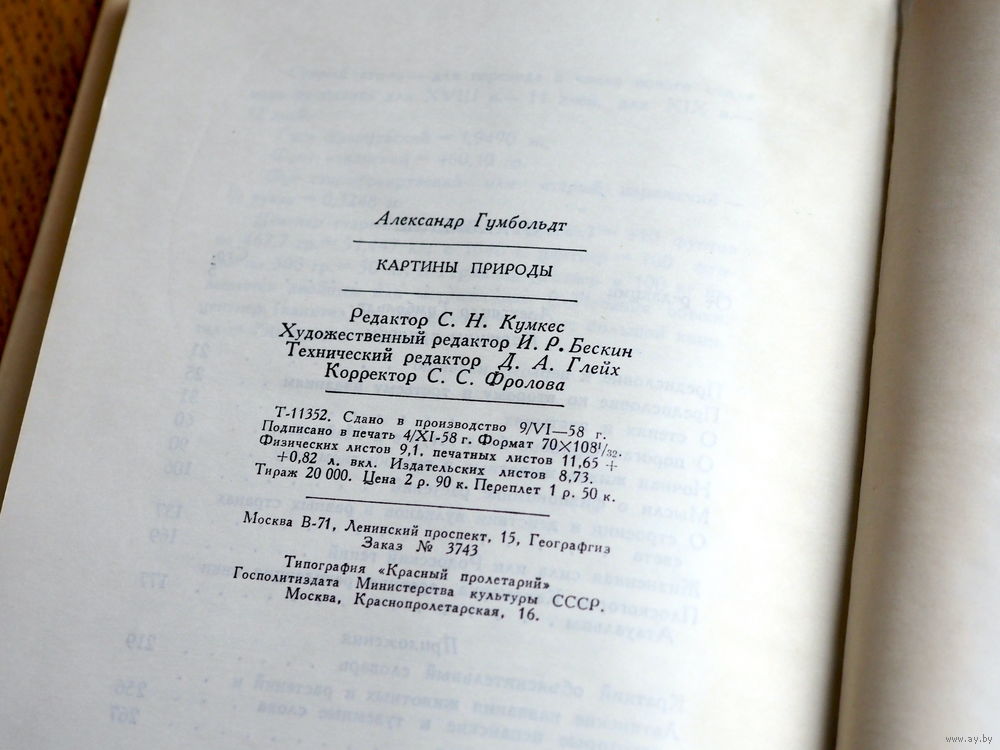 Александр Гумбольдт
КАРТИНЫ ПРИРОДЫ
Редактор С. Н. Кумкес
Художественный редактор И. Р. Бескин
Технический редактор Д. А. Глейх
Корректор С. С. Фролова
Т-11352. Сдано в производство 9/VI—58 г.
Подписано в печать 4/XI-58 г. Формат 70×108¹/₃₂.
Физических листов 9,1. печатных листов 11,65 +
+0,82 л. вкл. Издательских листов 8,73.
Тираж 20 000. Цена 2 р. 90 к. Переплет 1 р. 50 к.
Москва В-71, Ленинский проспект, 15, Географгиз
Заказ № 3743
Типография «Красный пролетарий»
Госполитиздата Министерства культуры СССР.
Москва, Краснопролетарская, 16.
www.ay.by